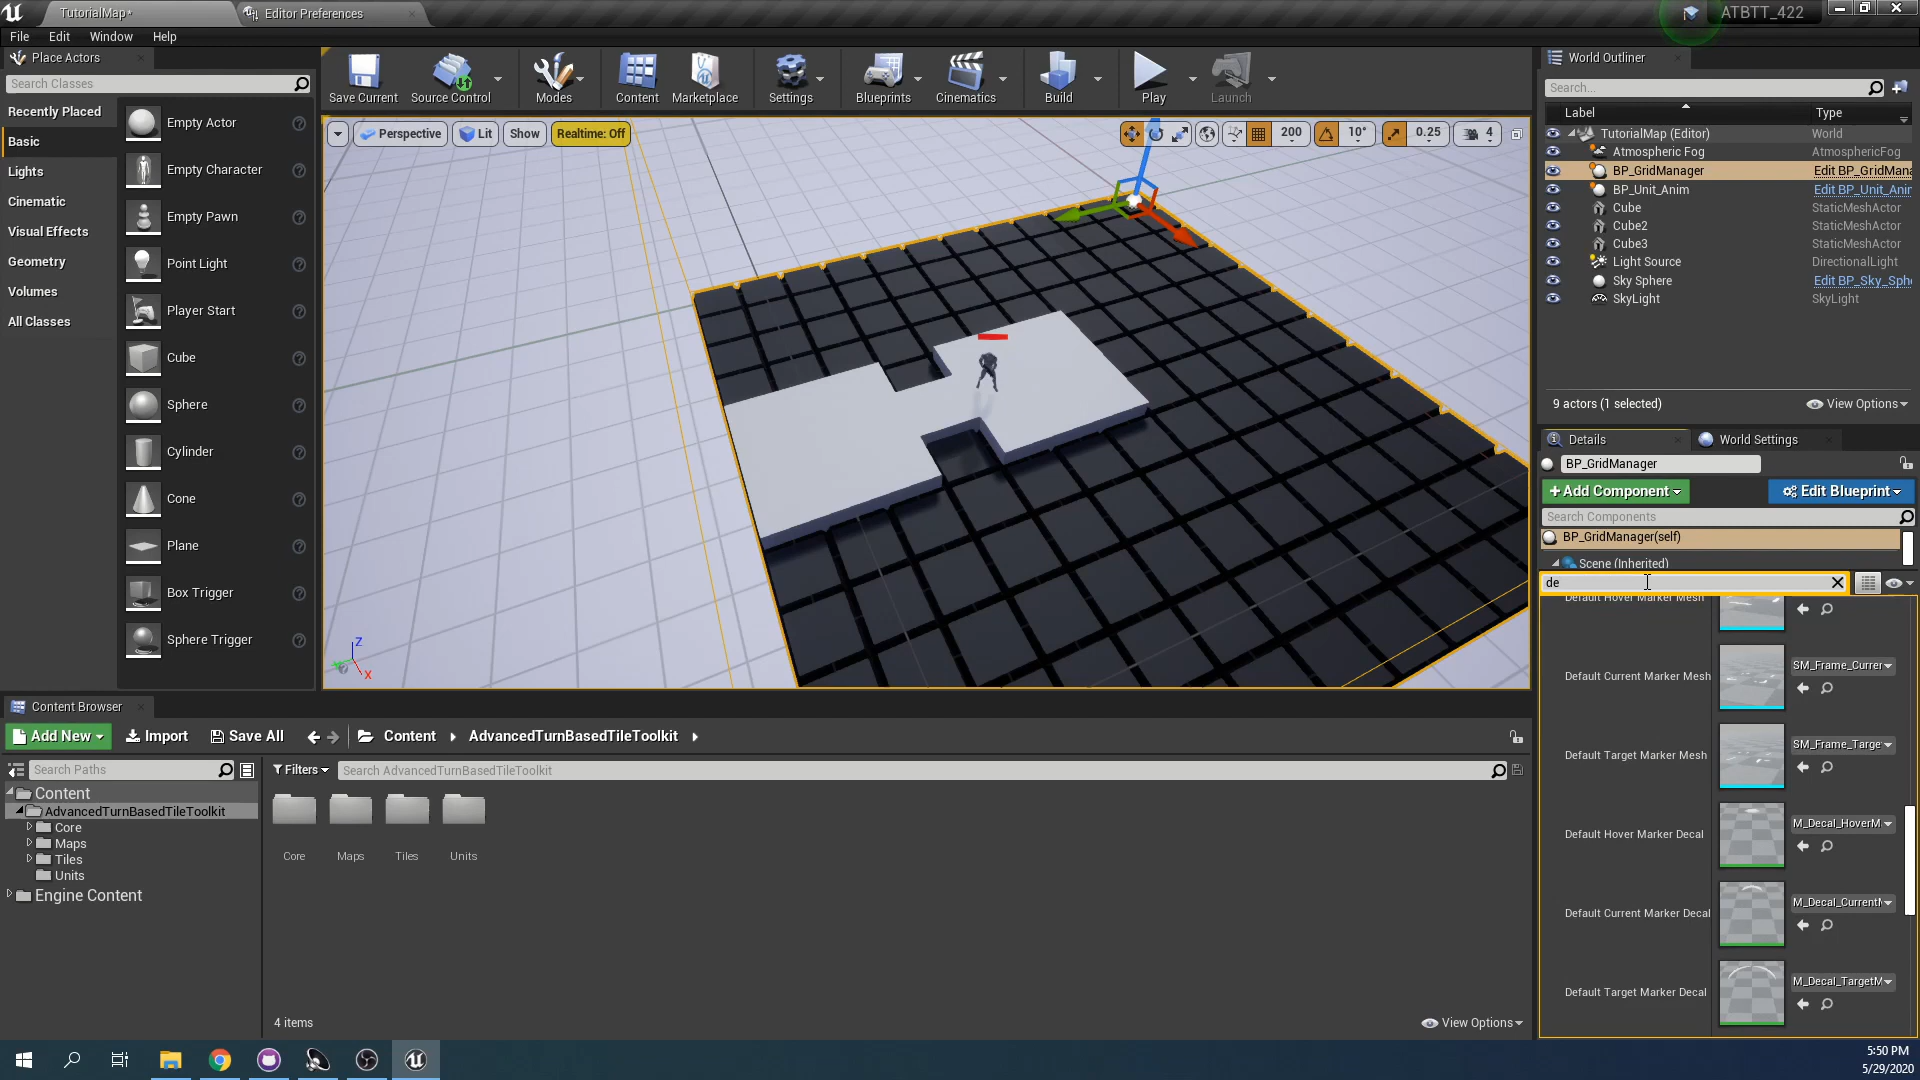 TutorialMap*
Editor Preferences
ATBTT_422
File Edit Window Help
Place Actors
Search Classes
Recently Placed
Basic
Lights
Cinematic
Visual Effects
Geometry
Volumes
All Classes
Empty Actor
Empty Character
Empty Pawn
Point Light
Player Start
Cube
Sphere
Cylinder
Cone
Plane
Box Trigger
Sphere Trigger
Save Current
Source Control
Modes
Content
Marketplace
Settings
Blueprints
Cinematics
Build
Play
Launch
Perspective
Lit
Show
Realtime: Off
200
10°
0.25
4
Z
X
World Outliner
Search...
Label Type
TutorialMap (Editor) World
Atmospheric Fog AtmosphericFog
BP_GridManager Edit BP_GridMana
BP_Unit_Anim Edit BP_Unit_Anim
Cube StaticMeshActor
Cube2 StaticMeshActor
Cube3 StaticMeshActor
Light Source DirectionalLight
Sky Sphere Edit BP_Sky_Sphe
SkyLight SkyLight
9 actors (1 selected)
View Options
Details
World Settings
BP_GridManager
+Add Component
Edit Blueprint
Search Components
BP_GridManager(self)
Scene (Inherited)
de
Default Hover Marker Mesh
Default Current Marker Mesh
SM_Frame_Currer
Default Target Marker Mesh
SM_Frame_Targe
Default Hover Marker Decal
M_Decal_HoverM
Default Current Marker Decal
M_Decal_CurrentM
Default Target Marker Decal
M_Decal_TargetM
Content Browser
Add New
Import
Save All
Content
AdvancedTurnBasedTileToolkit
Search Paths
Filters
Search AdvancedTurnBasedTileToolkit
Content
AdvancedTurnBasedTileToolkit
Core
Maps
Tiles
Units
Engine Content
Core
Maps
Tiles
Units
4 items
View Options
5:50 PM
5/29/2020